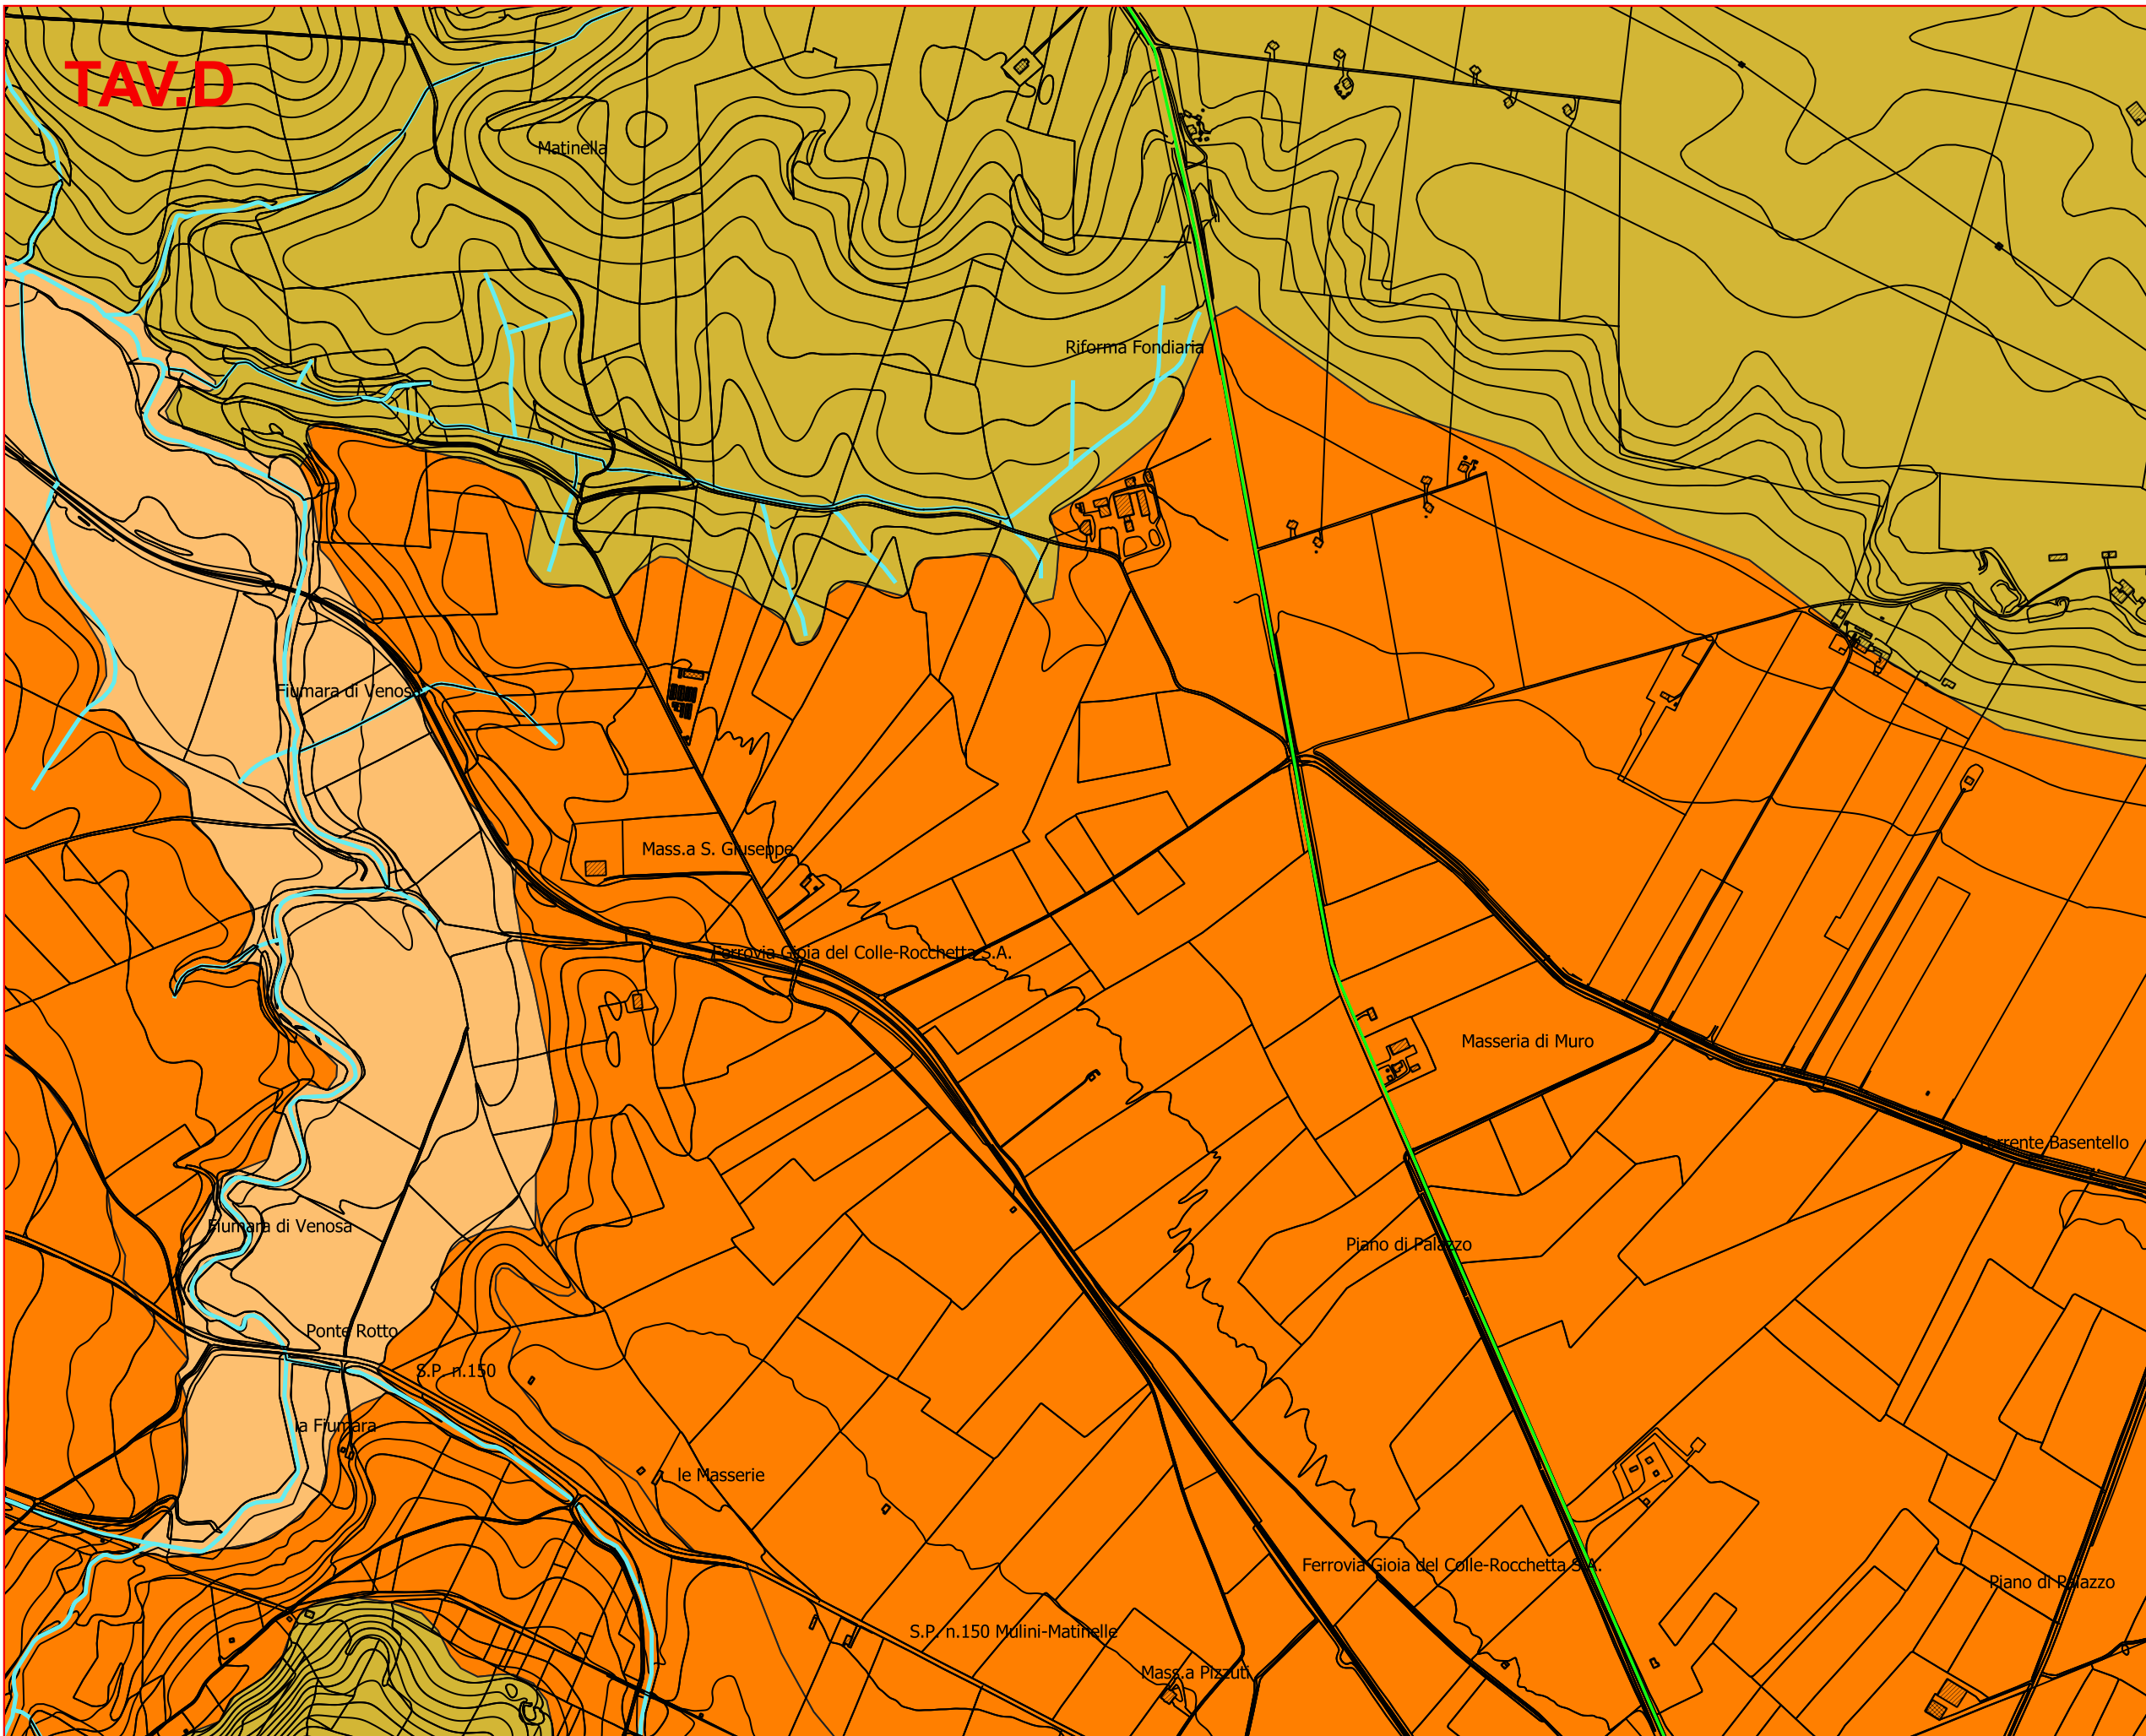 TAV.D
Matinella
Riforma Fondiaria
Fiumara di Venosa
Mass.a S. Giuseppe
Ferrovia Gioia del Colle-Rocchetta S.A.
Masseria di Muro
Torrente Basentello
Fiumara di Venosa
Piano di Palazzo
Ponte Rotto
S.P. n.150
la Fiumara
le Masserie
Ferrovia Gioia del Colle-Rocchetta S.A.
Piano di Palazzo
S.P. n.150 Mulini-Matinelle
Mass.a Pizzuti